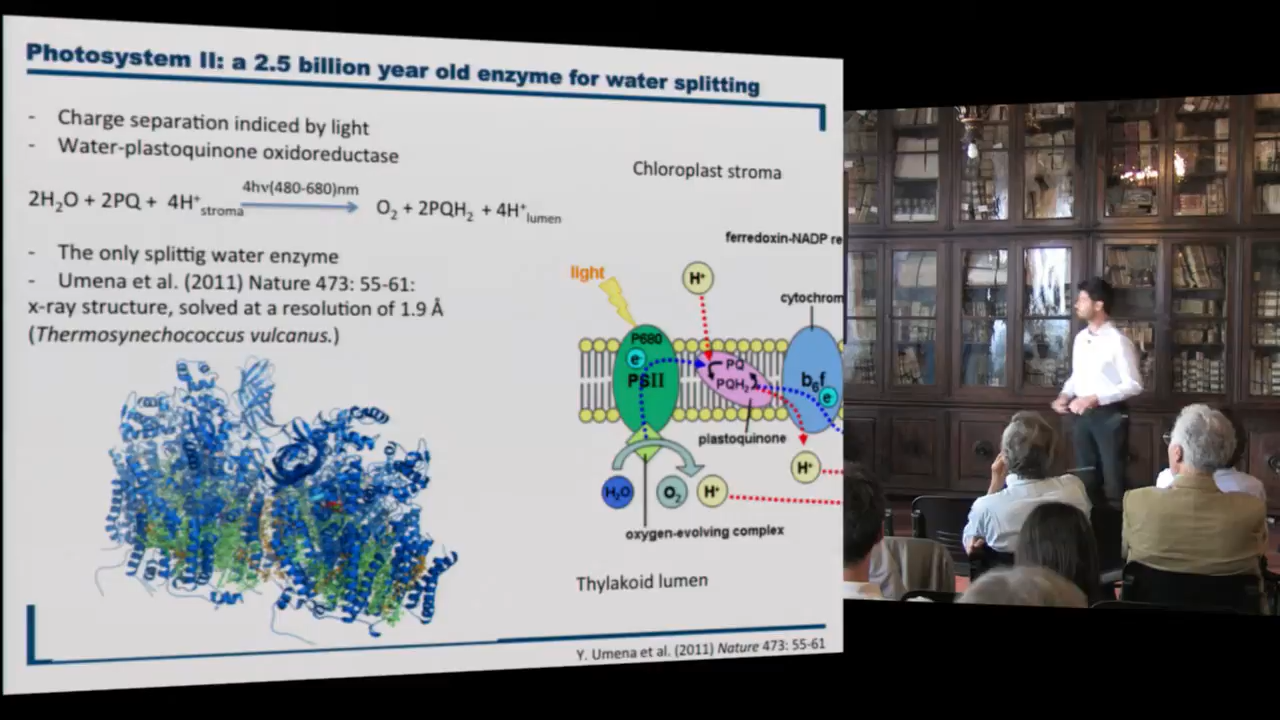 Photosystem II: a 2.5 billion year old enzyme for water splitting
- Charge separation indiced by light
- Water-plastoquinone oxidoreductase
2H₂O + 2PQ + 4H⁺stroma
4hν(480-680)nm
O₂ + 2PQH₂ + 4H⁺lumen
- The only splittig water enzyme
- Umena et al. (2011) Nature 473: 55-61:
x-ray structure, solved at a resolution of 1.9 Å
(Thermosynechococcus vulcanus.)
Chloroplast stroma
ferredoxin-NADP re
light
H⁺
cytochrom
P680
e⁻
PSII
PQ
PQH₂
b₆f
e⁻
plastoquinone
H⁺
H₂O
O₂
H⁺
oxygen-evolving complex
Thylakoid lumen
Y. Umena et al. (2011) Nature 473: 55-61